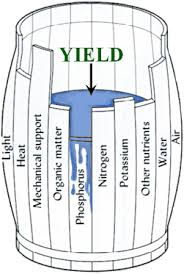 YIELD
Light
Heat
Mechanical support
Organic matter
Phosphorus
Nitrogen
Potassium
Other nutrients
Water
Air